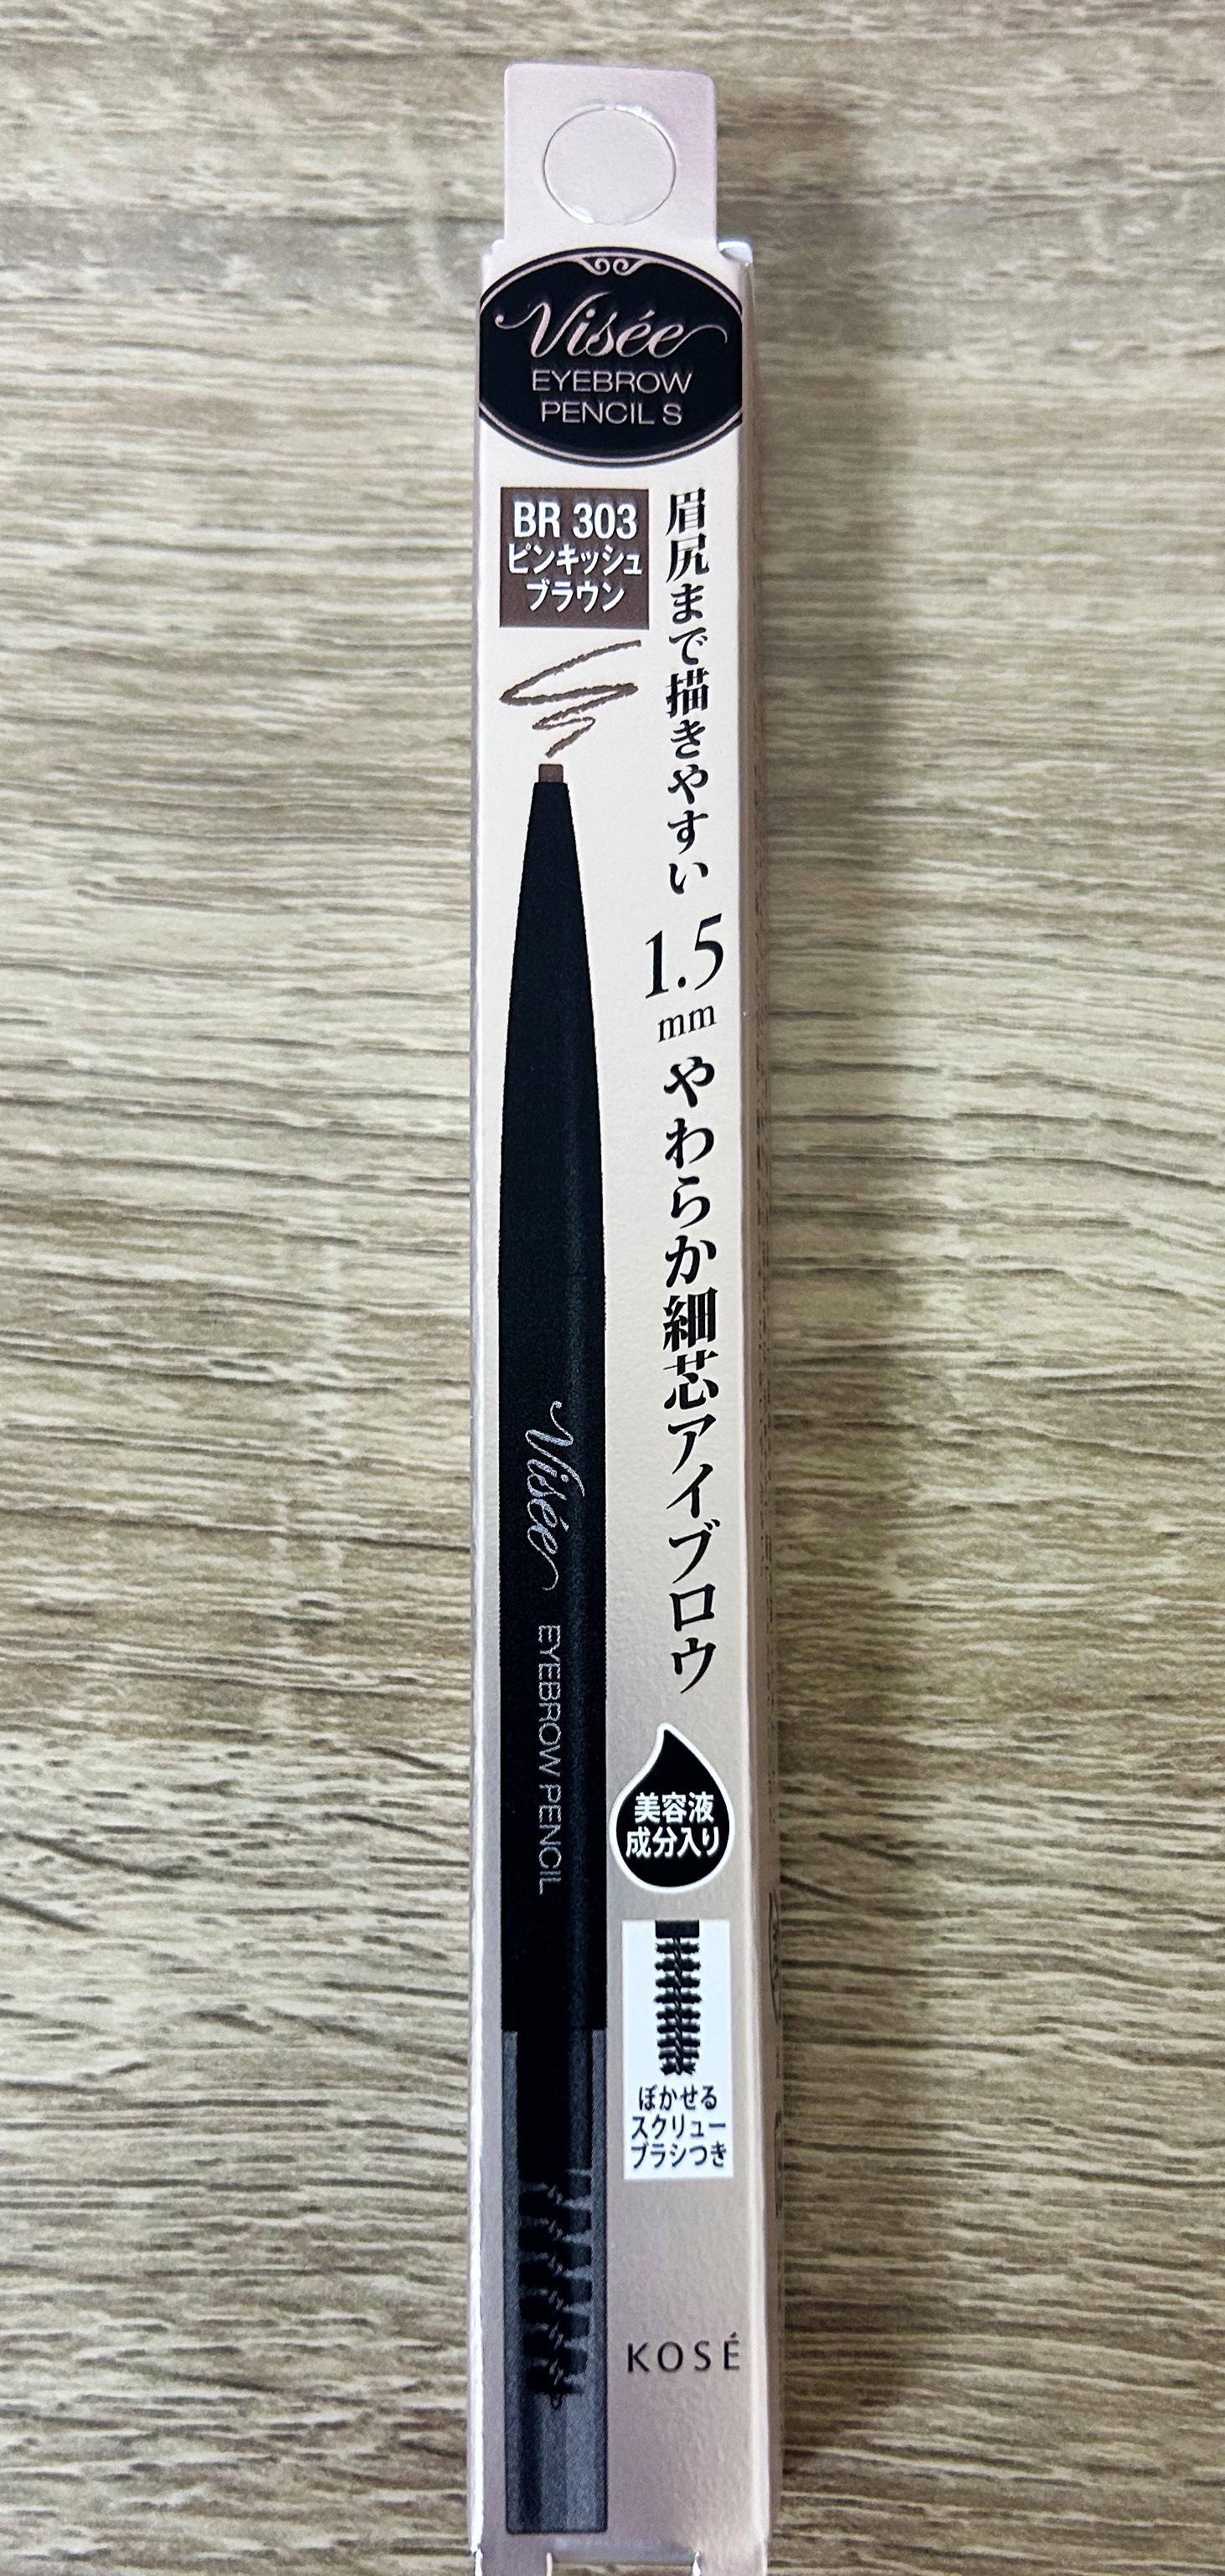 Visée
EYEBROW
PENCIL S
BR 303
ピンキッシュ
ブラウン
眉尻まで描きやすい
1.5
mm
やわらか細芯アイブロウ
Visée EYEBROW PENCIL
美容液
成分入り
ぼかせる
スクリュー
ブラシつき
KOSÉ